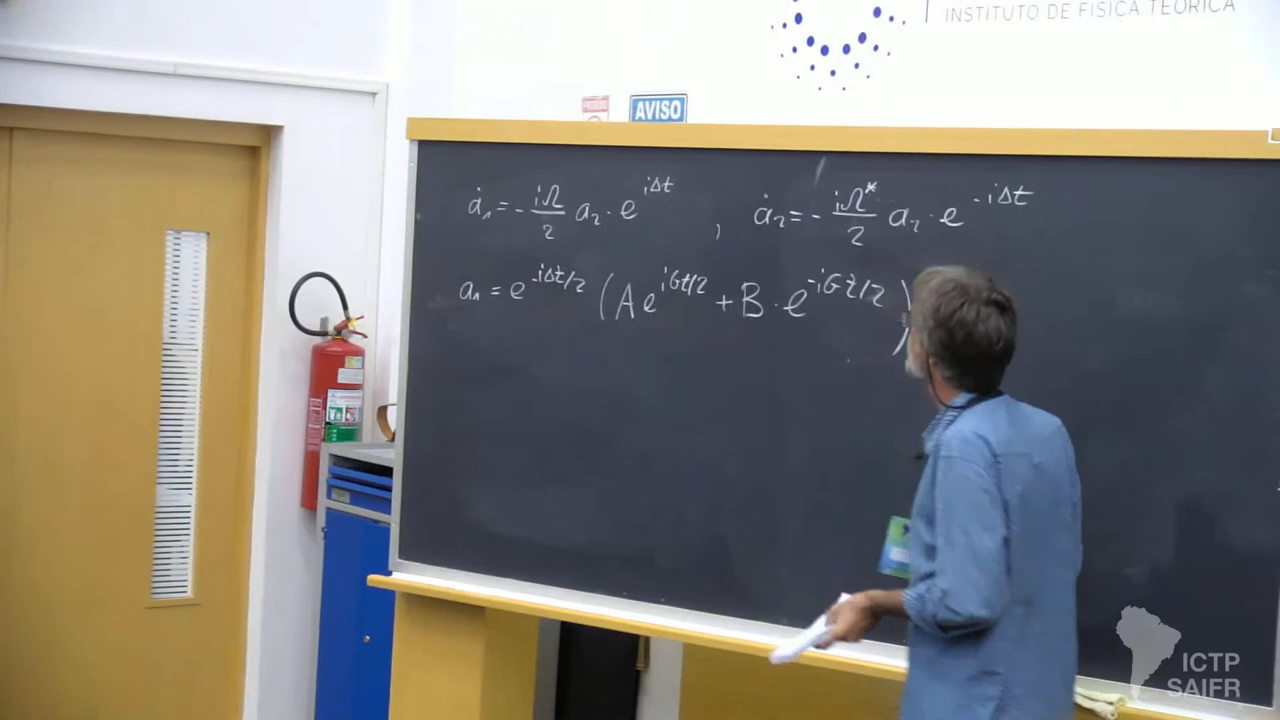 INSTITUTO DE FÍSICA TEÓRICA
AVISO
ȧ₁ = - iΩ/2 a₂ · e^{iΔt} , ȧ₂ = - iΩ*/2 a₂ · e^{-iΔt}
a₁ = e^{-iΔt/2} (A e^{iGt/2} + B · e^{-iGt/2})
ICTP
SAIFR